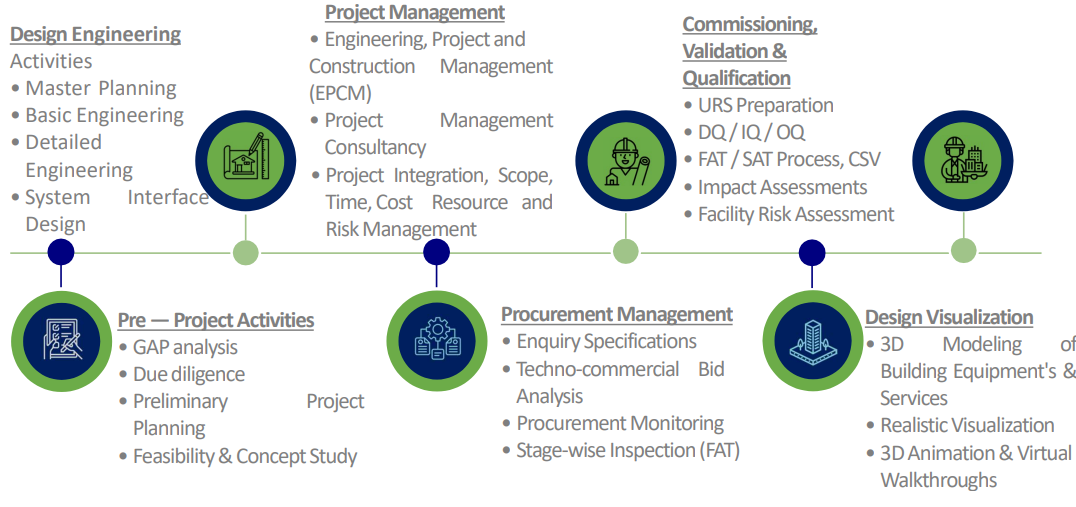 Design Engineering
Activities
• Master Planning
• Basic Engineering
• Detailed
Engineering
• System Interface
Design
Project Management
• Engineering, Project and
Construction Management
(EPCM)
• Project Management
Consultancy
• Project Integration, Scope,
Time, Cost Resource and
Risk Management
Commissioning,
Validation &
Qualification
• URS Preparation
• DQ / IQ / OQ
• FAT / SAT Process, CSV
• Impact Assessments
• Facility Risk Assessment
Pre — Project Activities
• GAP analysis
• Due diligence
• Preliminary Project
Planning
• Feasibility & Concept Study
Procurement Management
• Enquiry Specifications
• Techno-commercial Bid
Analysis
• Procurement Monitoring
• Stage-wise Inspection (FAT)
Design Visualization
• 3D Modeling of
Building Equipment's &
Services
• Realistic Visualization
• 3D Animation & Virtual
Walkthroughs